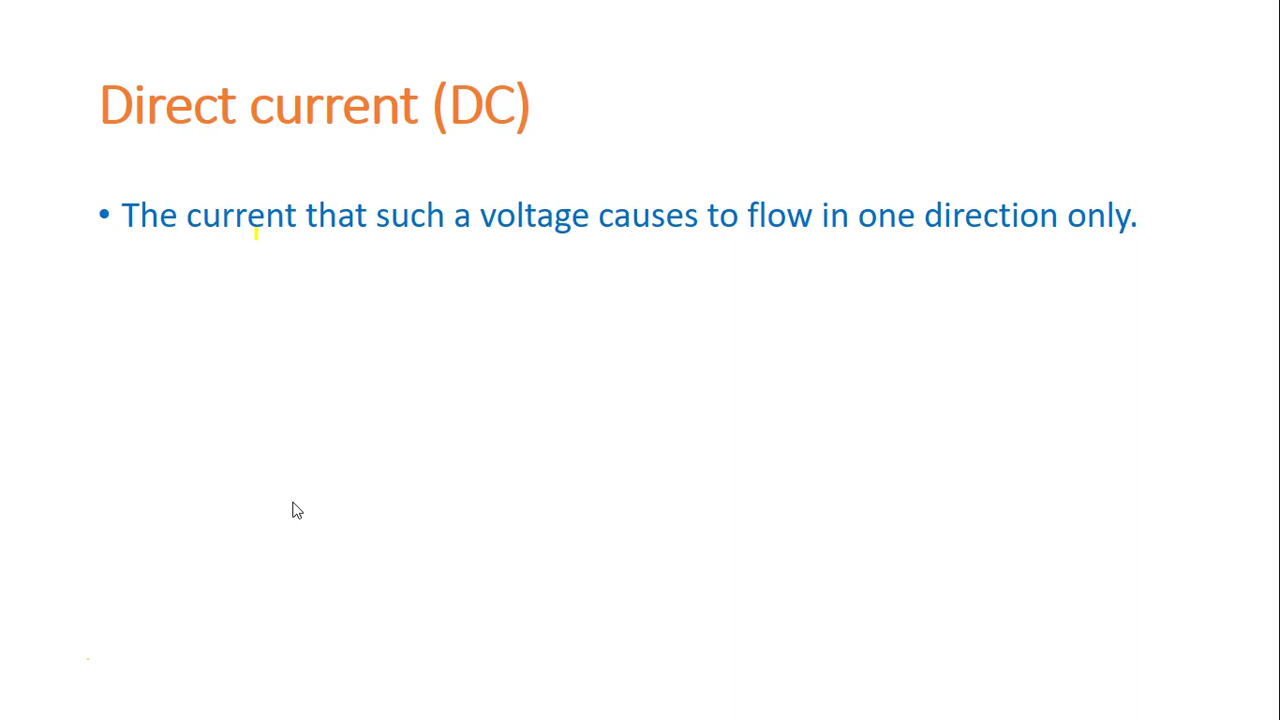 Direct current (DC)
• The current that such a voltage causes to flow in one direction only.